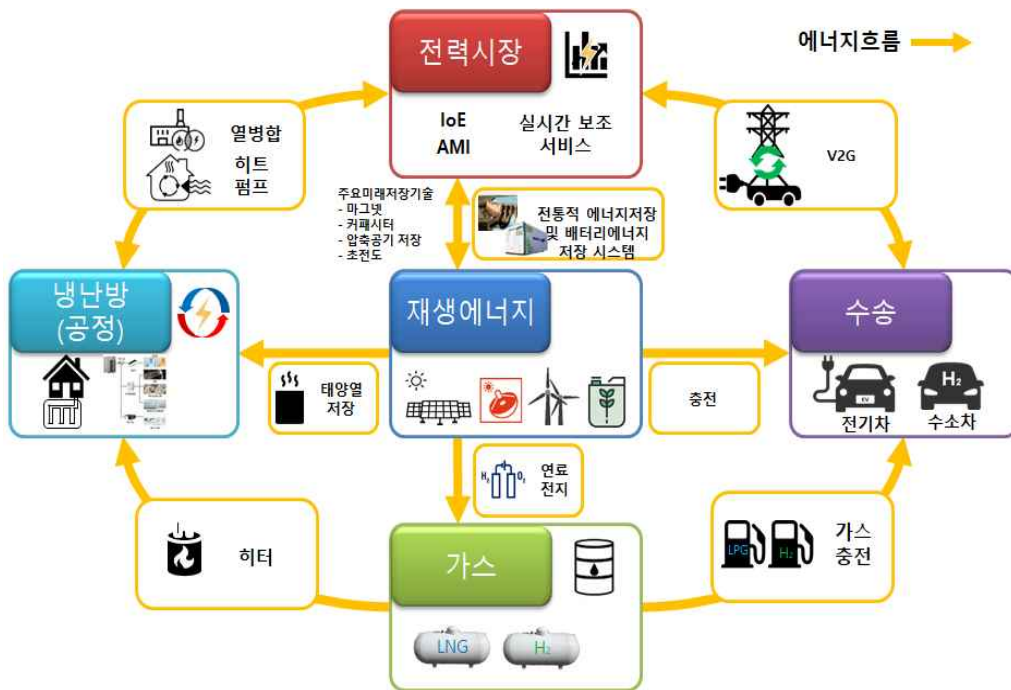 에너지흐름
전력시장
IoE
AMI
실시간 보조
서비스
열병합
히트
펌프
V2G
주요미래저장기술
- 마그넷
- 커패시터
- 압축공기 저장
- 초전도
전통적 에너지저장
및 배터리에너지
저장 시스템
냉난방
(공정)
재생에너지
수송
태양열
저장
충전
EV
H₂
전기차
수소차
H₂
O₂
연료
전지
히터
가스
LPG
H₂
가스
충전
LNG
H₂